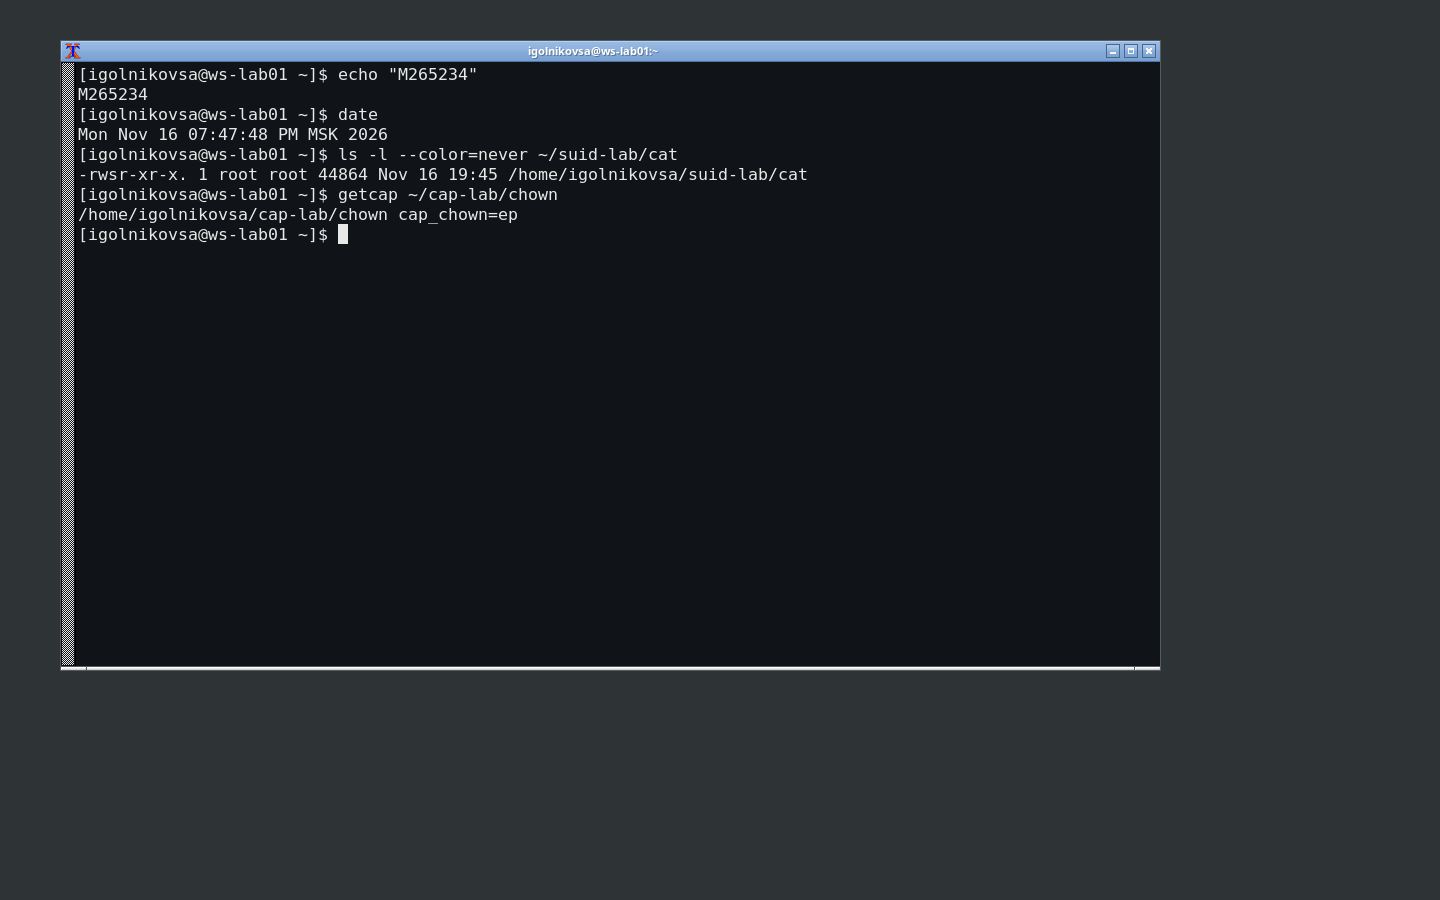 igolnikovsa@ws-lab01:~
[igolnikovsa@ws-lab01 ~]$ echo "M265234"
M265234
[igolnikovsa@ws-lab01 ~]$ date
Mon Nov 16 07:47:48 PM MSK 2026
[igolnikovsa@ws-lab01 ~]$ ls -l --color=never ~/suid-lab/cat
-rwsr-xr-x. 1 root root 44864 Nov 16 19:45 /home/igolnikovsa/suid-lab/cat
[igolnikovsa@ws-lab01 ~]$ getcap ~/cap-lab/chown
/home/igolnikovsa/cap-lab/chown cap_chown=ep
[igolnikovsa@ws-lab01 ~]$